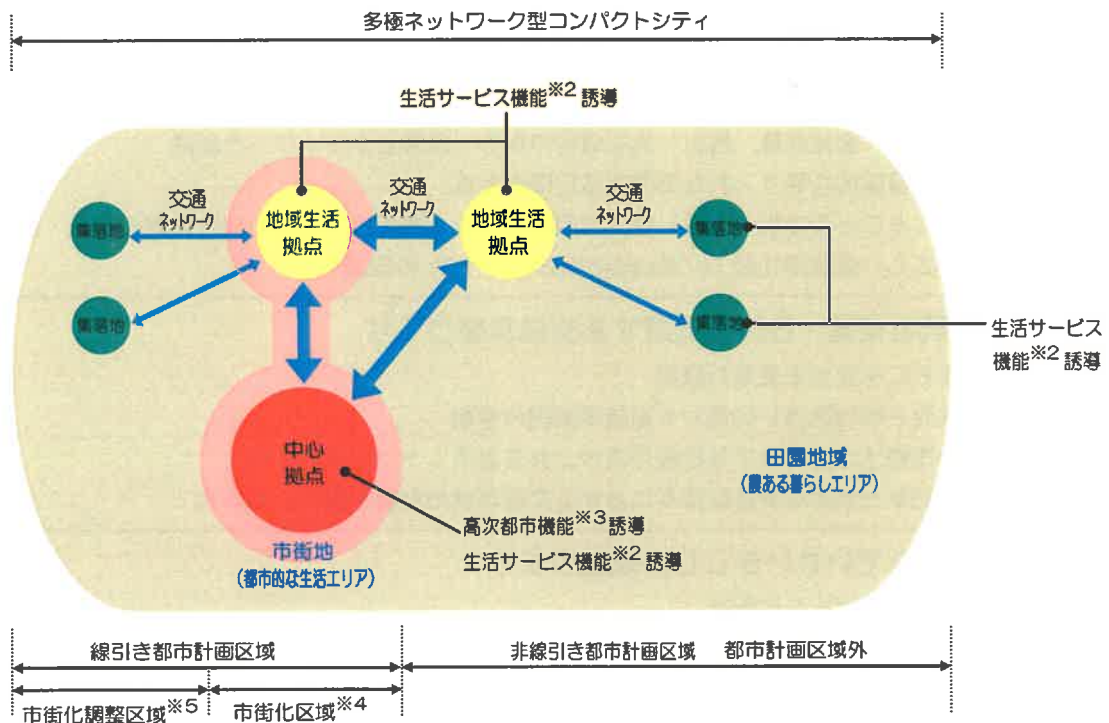 多極ネットワーク型コンパクトシティ
生活サービス機能※2誘導
交通
ネットワーク
交通
ネットワーク
交通
ネットワーク
集落地
地域生活
拠点
地域生活
拠点
集落地
集落地
集落地
生活サービス
機能※2誘導
中心
拠点
田園地域
(農ある暮らしエリア)
高次都市機能※3誘導
生活サービス機能※2誘導
市街地
(都市的な生活エリア)
線引き都市計画区域
非線引き都市計画区域 都市計画区域外
市街化調整区域※5
市街化区域※4